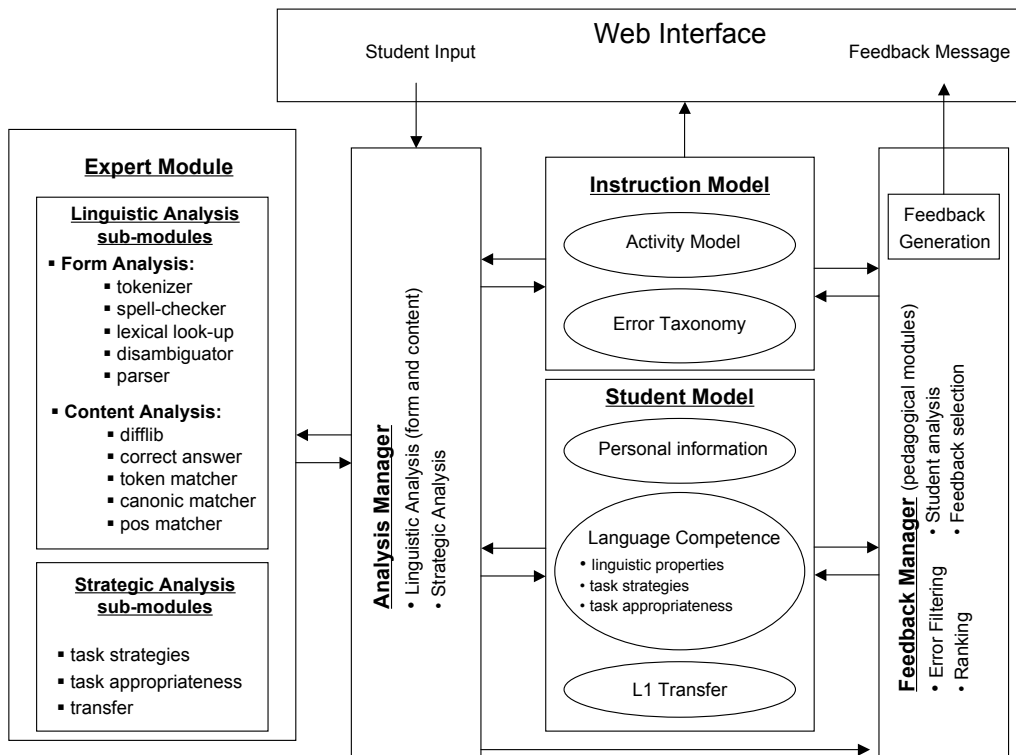 Web Interface
Student Input
Feedback Message
Expert Module
Linguistic Analysis
sub-modules
▪ Form Analysis:
▪ tokenizer
▪ spell-checker
▪ lexical look-up
▪ disambiguator
▪ parser
▪ Content Analysis:
▪ difflib
▪ correct answer
▪ token matcher
▪ canonic matcher
▪ pos matcher
Strategic Analysis
sub-modules
▪ task strategies
▪ task appropriateness
▪ transfer
Analysis Manager
• Linguistic Analysis (form and content)
• Strategic Analysis
Instruction Model
Activity Model
Error Taxonomy
Student Model
Personal information
Language Competence
• linguistic properties
• task strategies
• task appropriateness
L1 Transfer
Feedback
Generation
Feedback Manager (pedagogical modules)
• Error Filtering • Student analysis
• Ranking • Feedback selection